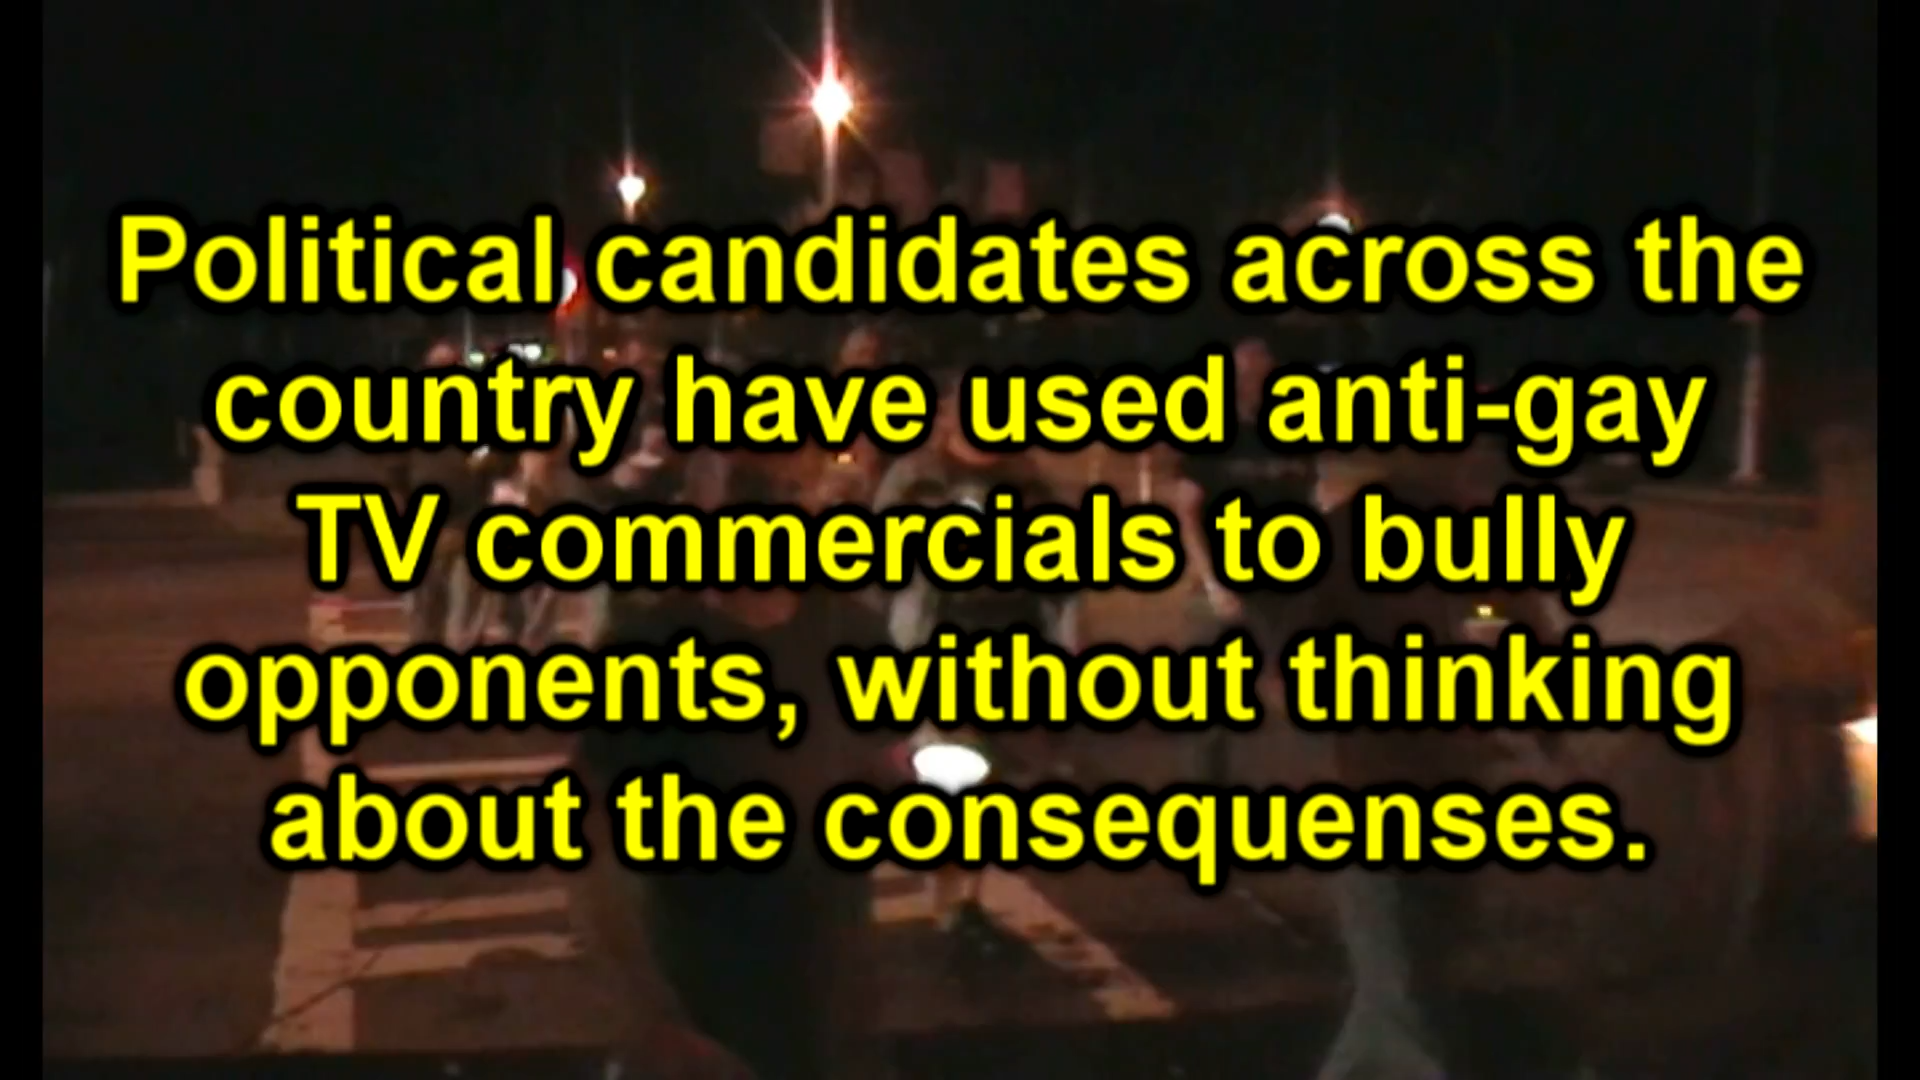 Political candidates across the
country have used anti-gay
TV commercials to bully
opponents, without thinking
about the consequenses.